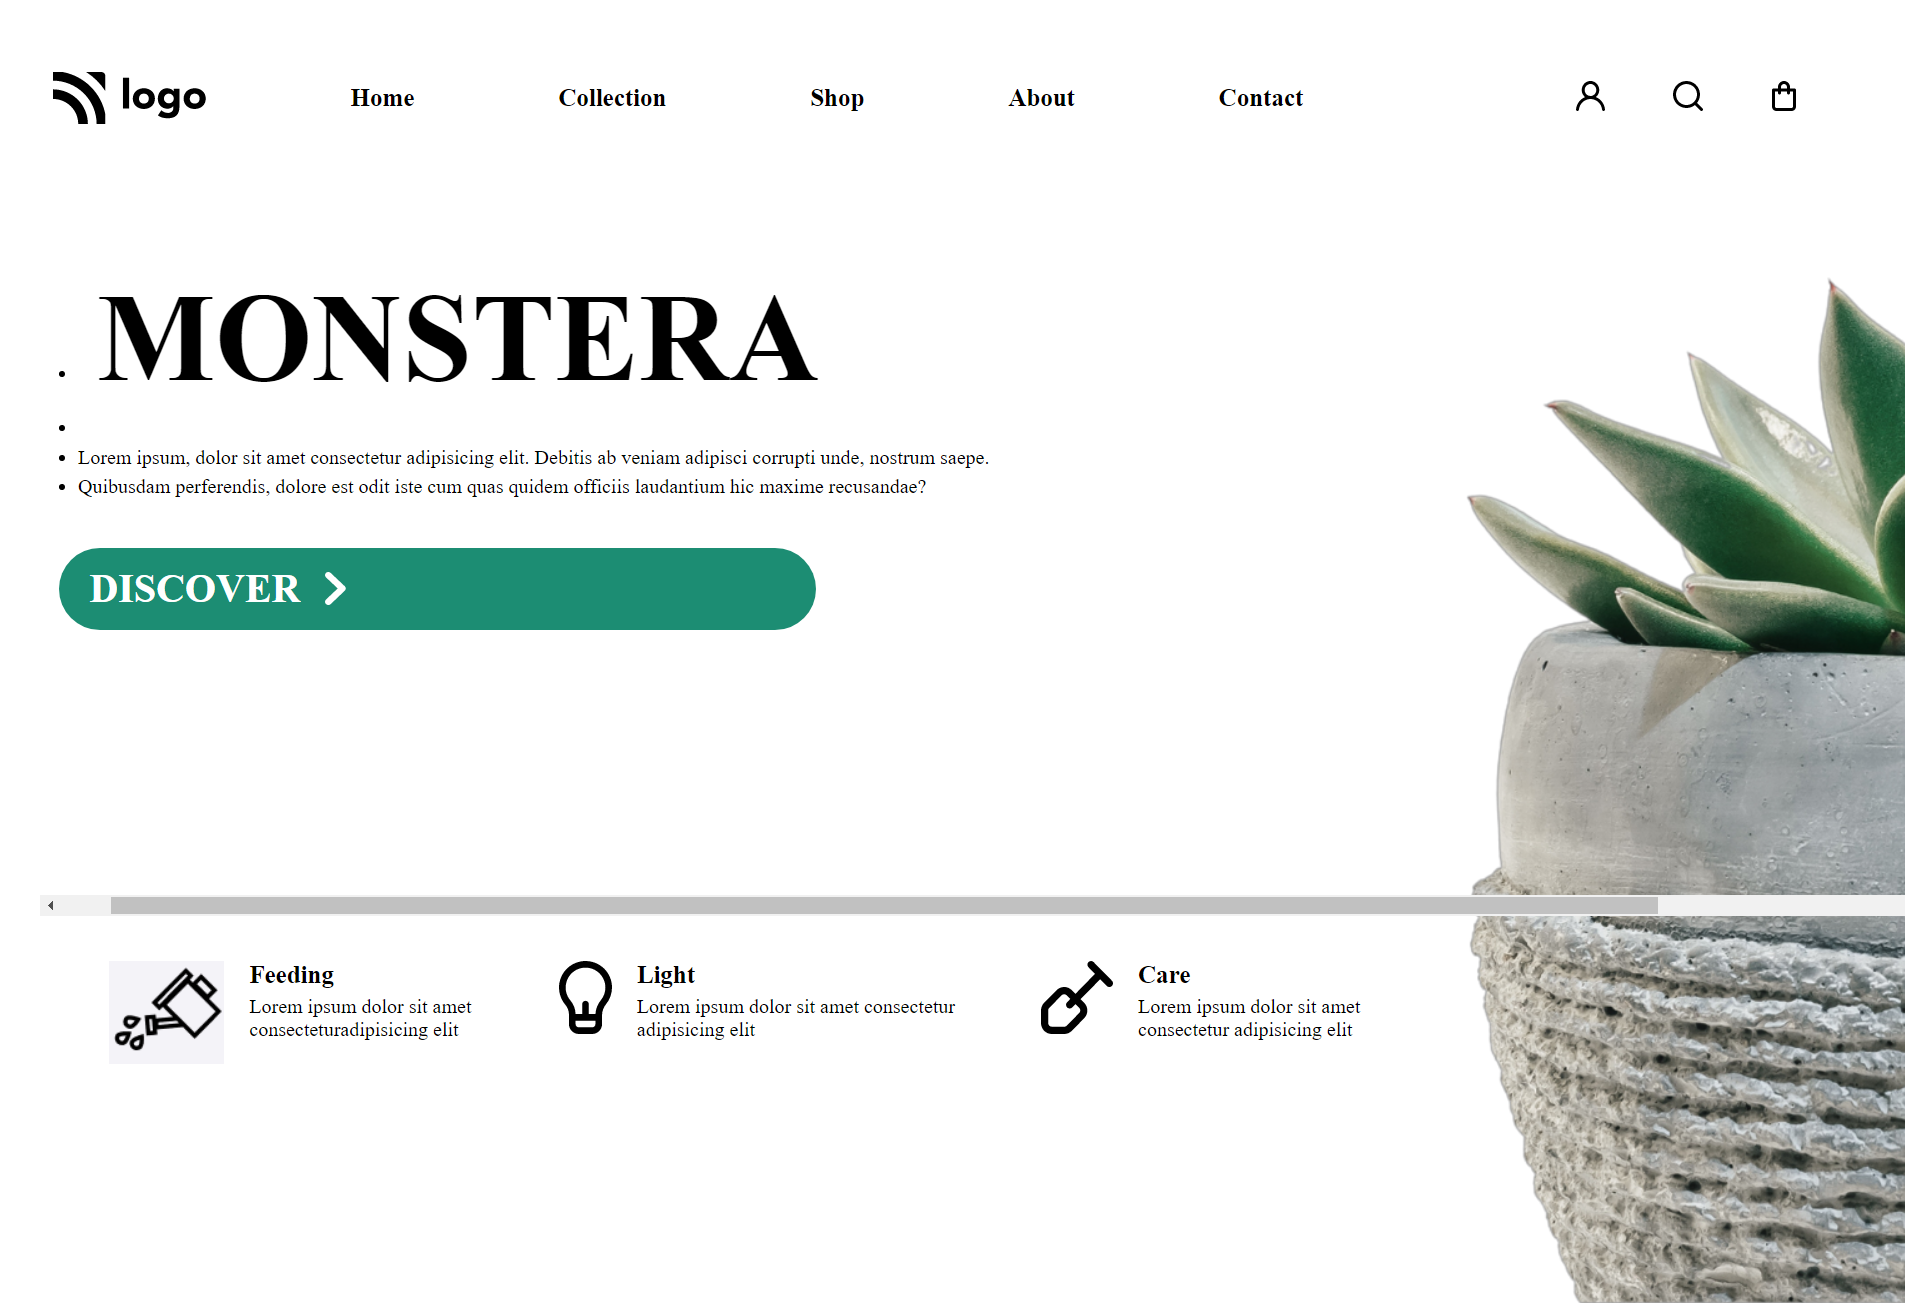 logo
Home
Collection
Shop
About
Contact
MONSTERA
Lorem ipsum, dolor sit amet consectetur adipisicing elit. Debitis ab veniam adipisci corrupti unde, nostrum saepe.
Quibusdam perferendis, dolore est odit iste cum quas quidem officiis laudantium hic maxime recusandae?
DISCOVER
Feeding
Lorem ipsum dolor sit amet
consecteturadipisicing elit
Light
Lorem ipsum dolor sit amet consectetur
adipisicing elit
Care
Lorem ipsum dolor sit amet
consectetur adipisicing elit